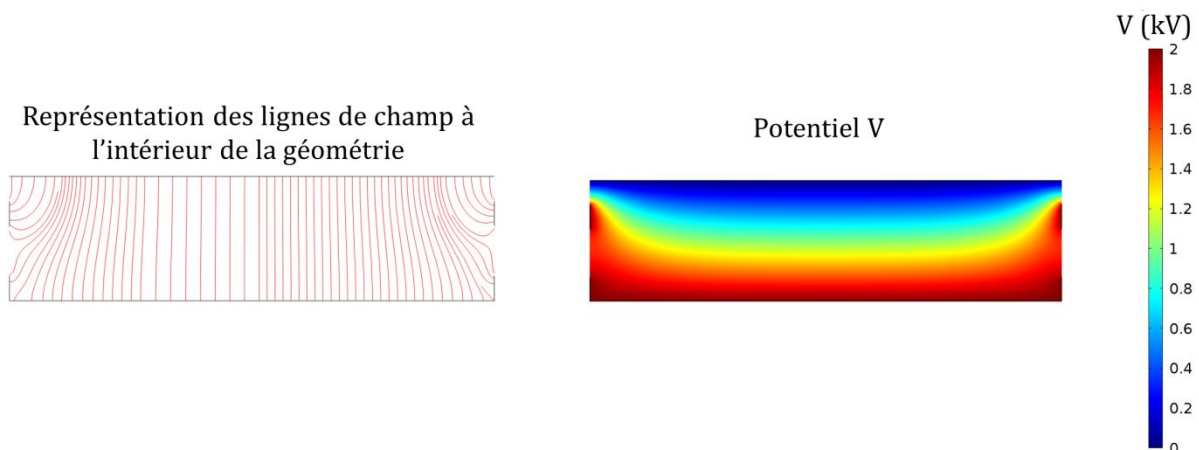 V (kV)
Représentation des lignes de champ à
l’intérieur de la géométrie
Potentiel V
2
1.8
1.6
1.4
1.2
1
0.8
0.6
0.4
0.2
0